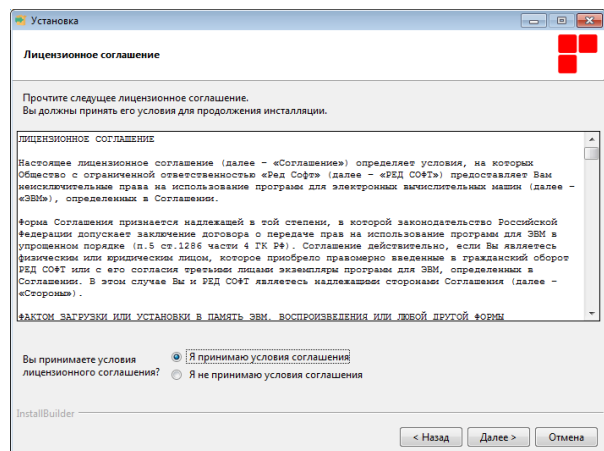 Установка
Лицензионное соглашение
Прочтите следующее лицензионное соглашение.
Вы должны принять его условия для продолжения инсталляции.
ЛИЦЕНЗИОННОЕ СОГЛАШЕНИЕ
Настоящее лицензионное соглашение (далее – «Соглашение») определяет условия, на которых
Общество с ограниченной ответственностью «Ред Софт» (далее – «РЕД СОФТ») предоставляет Вам
неисключительные права на использование программ для электронных вычислительных машин (далее –
«ЭВМ»), определенных в Соглашении.
Форма Соглашения признается надлежащей в той степени, в которой законодательство Российской
Федерации допускает заключение договора о передаче прав на использование программ для ЭВМ в
упрощенном порядке (п.5 ст.1286 части 4 ГК РФ). Соглашение действительно, если Вы являетесь
физическим или юридическим лицом, которое приобрело правомерно введенные в гражданский оборот
РЕД СОФТ или с его согласия третьими лицами экземпляры программ для ЭВМ, определенных в
Соглашении. В этом случае Вы и РЕД СОФТ являетесь надлежащими сторонами Соглашения (далее –
«Стороны»).
ФАКТОМ ЗАГРУЗКИ ИЛИ УСТАНОВКИ В ПАМЯТЬ ЭВМ, ВОСПРОИЗВЕДЕНИЯ ИЛИ ЛЮБОЙ ДРУГОЙ ФОРМЫ
Вы принимаете условия
лицензионного соглашения?
Я принимаю условия соглашения
Я не принимаю условия соглашения
InstallBuilder
< Назад
Далее >
Отмена